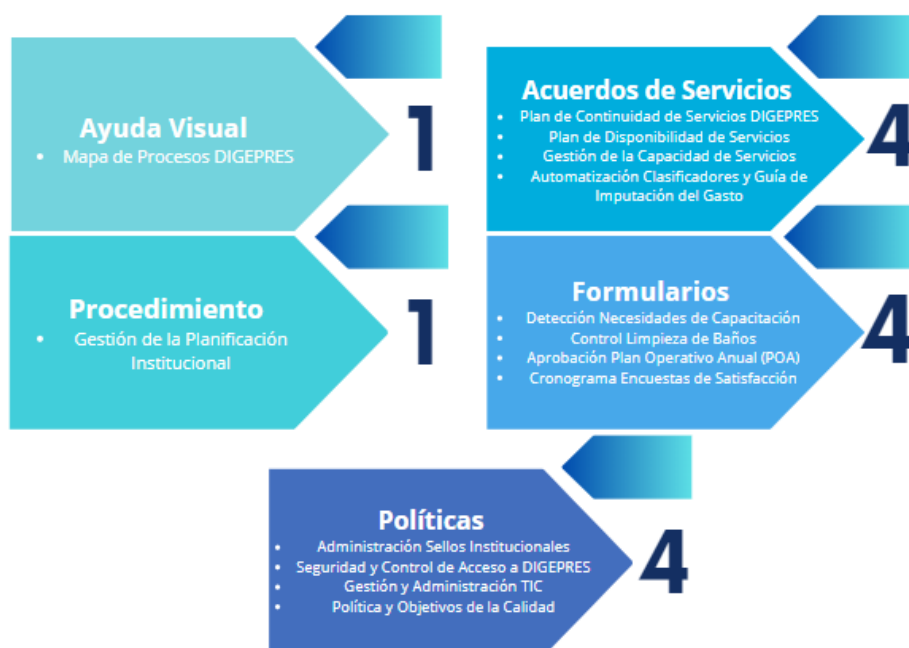 Ayuda Visual
• Mapa de Procesos DIGEPRES
1
Acuerdos de Servicios
• Plan de Continuidad de Servicios DIGEPRES
• Plan de Disponibilidad de Servicios
• Gestión de la Capacidad de Servicios
• Automatización Clasificadores y Guía de
Imputación del Gasto
4
Procedimiento
• Gestión de la Planificación
Institucional
1
Formularios
• Detección Necesidades de Capacitación
• Control Limpieza de Baños
• Aprobación Plan Operativo Anual (POA)
• Cronograma Encuestas de Satisfacción
4
Políticas
• Administración Sellos Institucionales
• Seguridad y Control de Acceso a DIGEPRES
• Gestión y Administración TIC
• Política y Objetivos de la Calidad
4